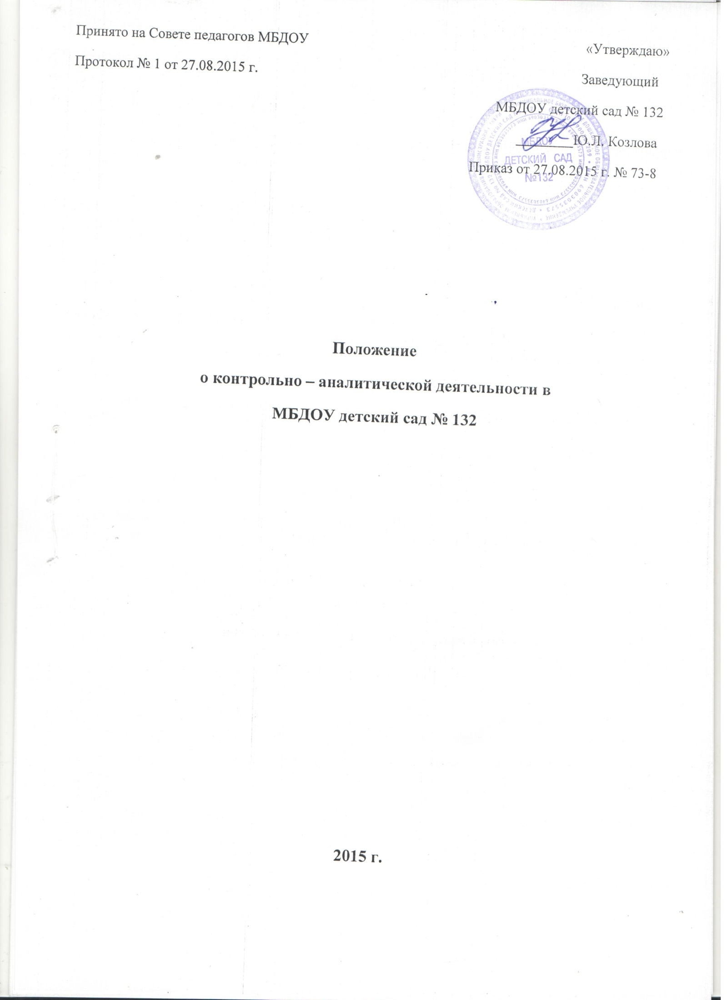 Принято на Совете педагогов МБДОУ
Протокол № 1 от 27.08.2015 г.
«Утверждаю»
Заведующий
МБДОУ детский сад № 132
_________Ю.Л. Козлова
Приказ от 27.08.2015 г. № 73-8
МБДОУ
ДЕТСКИЙ САД
№132
Положение
о контрольно – аналитической деятельности в
МБДОУ детский сад № 132
2015 г.